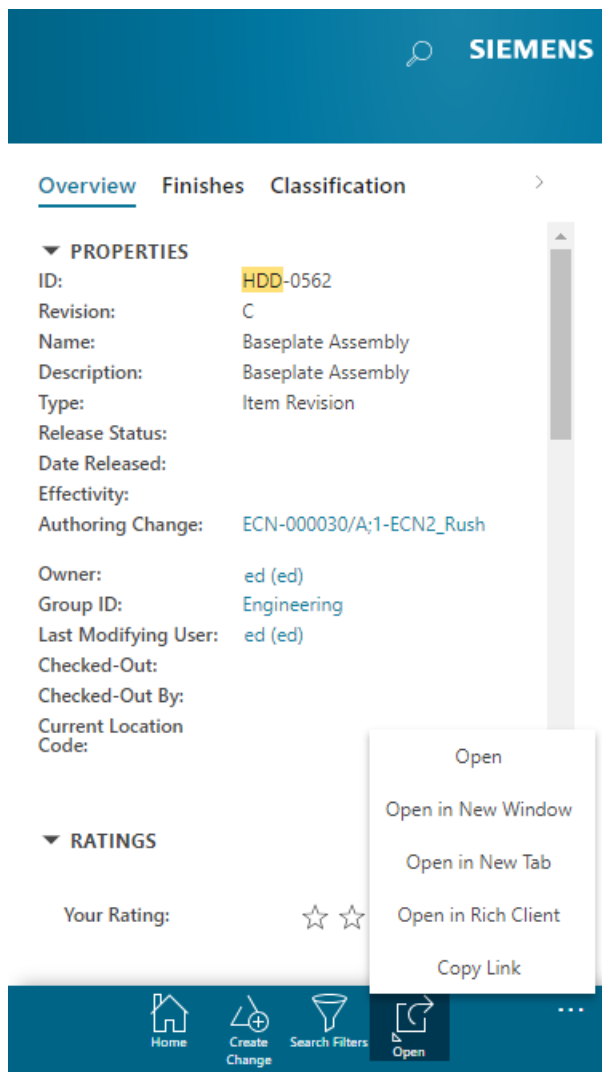 SIEMENS
Overview Finishes Classification
PROPERTIES
ID: HDD-0562
Revision: C
Name: Baseplate Assembly
Description: Baseplate Assembly
Type: Item Revision
Release Status:
Date Released:
Effectivity:
Authoring Change: ECN-000030/A;1-ECN2_Rush
Owner: ed (ed)
Group ID: Engineering
Last Modifying User: ed (ed)
Checked-Out:
Checked-Out By:
Current Location
Code:
Open
Open in New Window
RATINGS
Open in New Tab
Your Rating:
Open in Rich Client
Copy Link
Home
Create
Change
Search Filters
Open